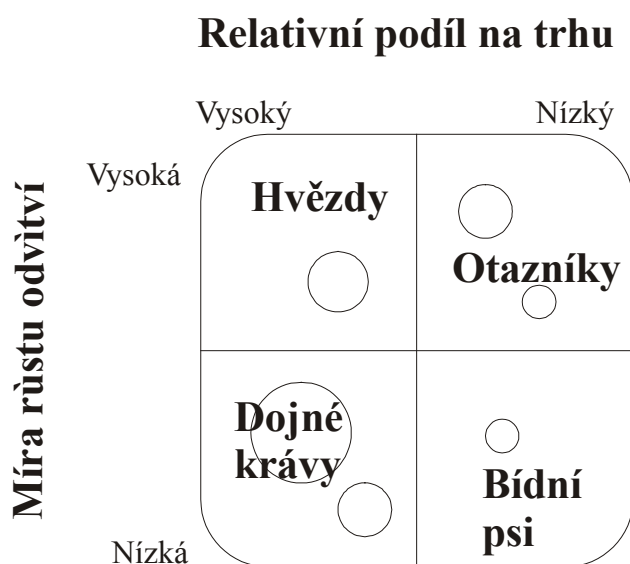 Relativní podíl na trhu
Vysoký
Nízký
Vysoká
Hvězdy
Otazníky
Míra rùstu odvìtví
Dojné
krávy
Bídní
psi
Nízká